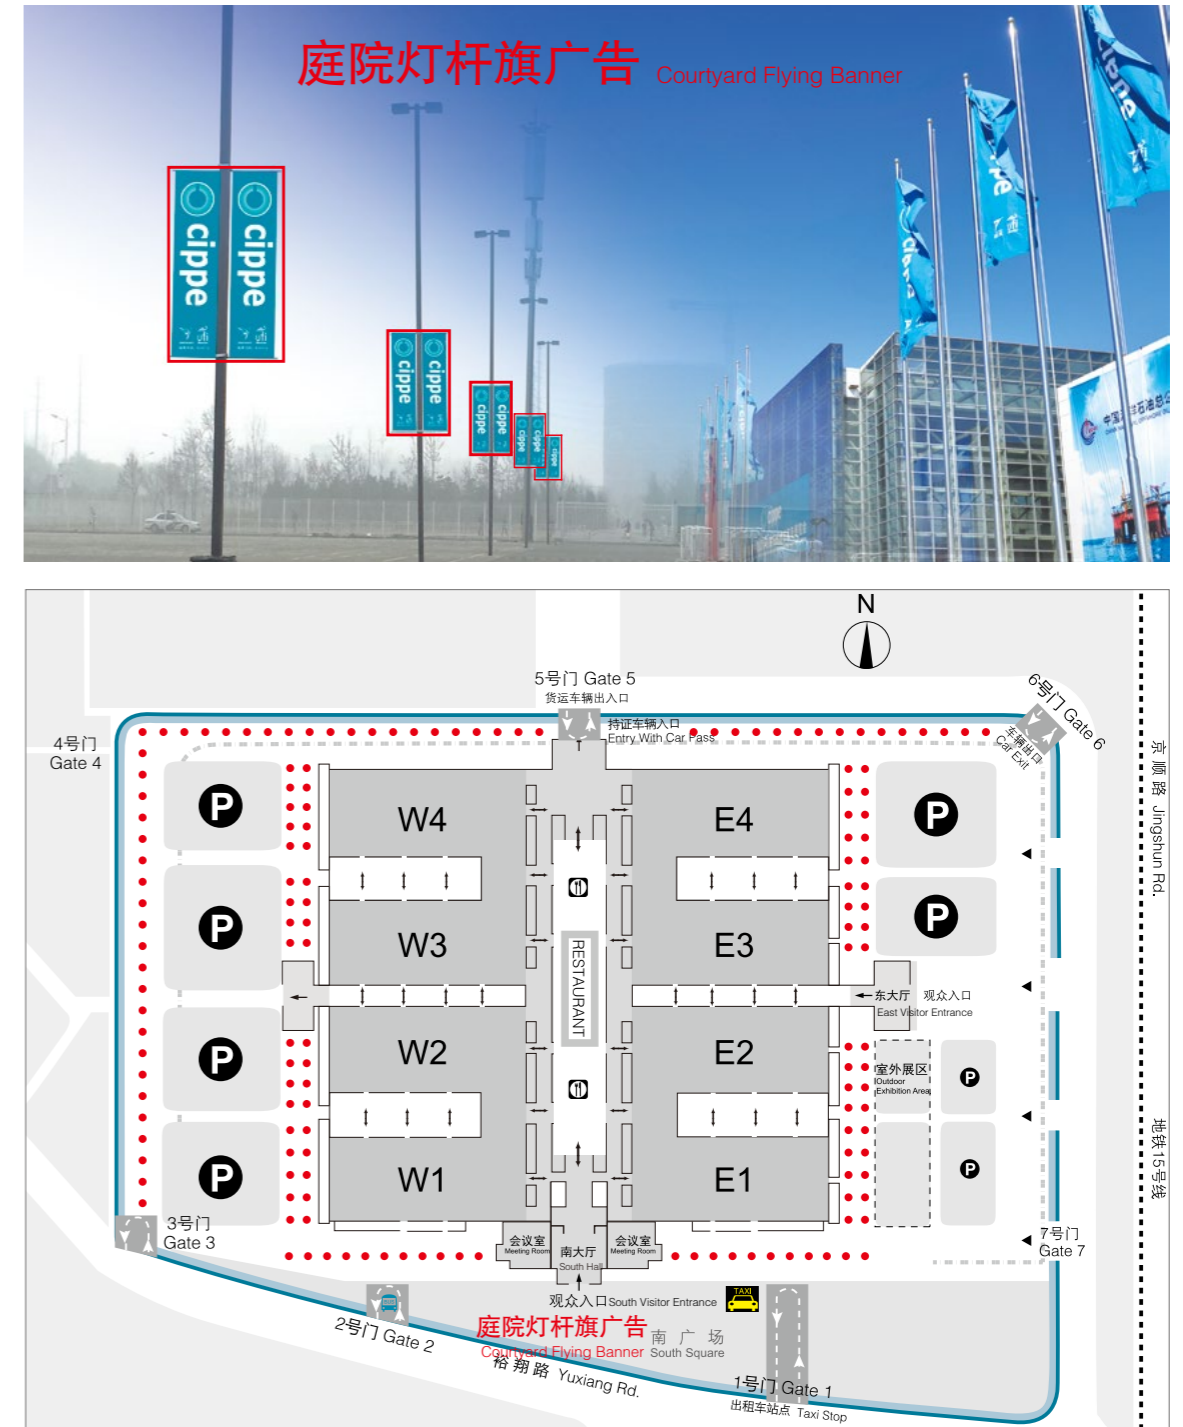 庭院灯杆旗广告 Courtyard Flying Banner
cippe
cippe
cippe
cippe
cippe
cippe
cippe
cippe
cippe
N
5号门 Gate 5
货运车辆出入口
持证车辆入口
Entry With Car Pass
6号门 Gate 6
车辆出口
Car Exit
4号门
Gate 4
京顺路 Jingshun Rd.
P
P
P
P
P
P
P
P
W4
E4
W3
E3
RESTAURANT
东大厅 观众入口
East Visitor Entrance
W2
E2
室外展区
Outdoor
Exhibition Area
地铁15号线
W1
E1
3号门
Gate 3
会议室
Meeting Room
南大厅
South Hall
会议室
Meeting Room
7号门
Gate 7
观众入口 South Visitor Entrance
TAXI
2号门 Gate 2
庭院灯杆旗广告
Courtyard Flying Banner
南广场
South Square
裕翔路 Yuxiang Rd.
1号门 Gate 1
出租车站点 Taxi Stop